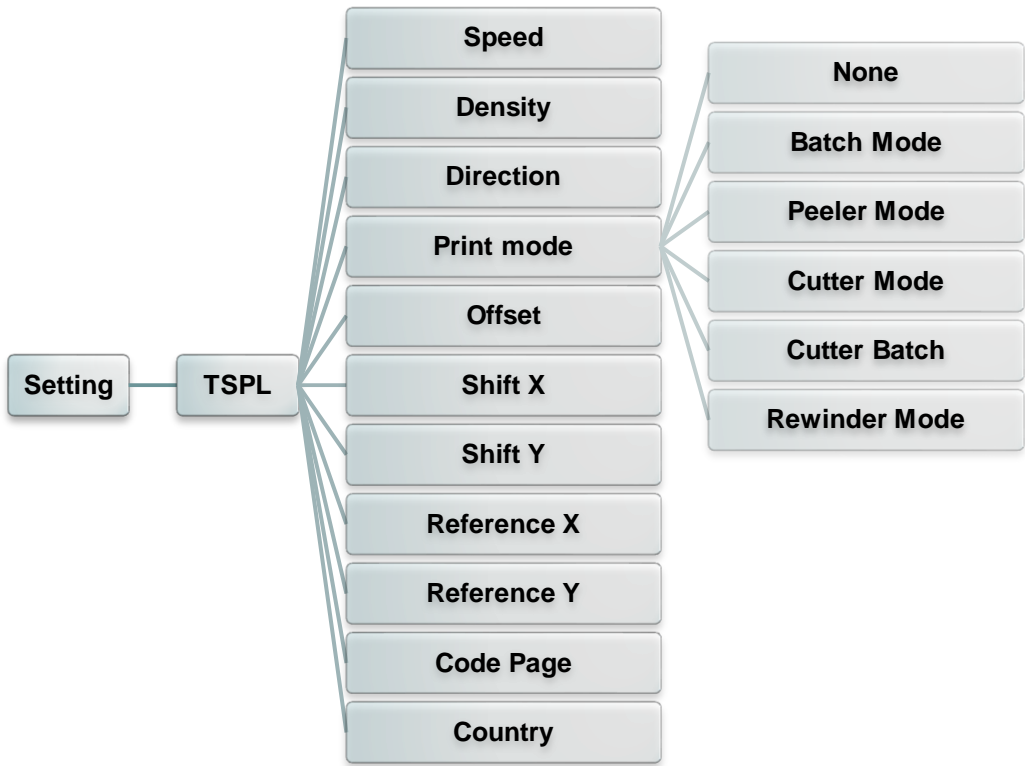 Setting
TSPL
Speed
Density
Direction
Print mode
Offset
Shift X
Shift Y
Reference X
Reference Y
Code Page
Country
None
Batch Mode
Peeler Mode
Cutter Mode
Cutter Batch
Rewinder Mode